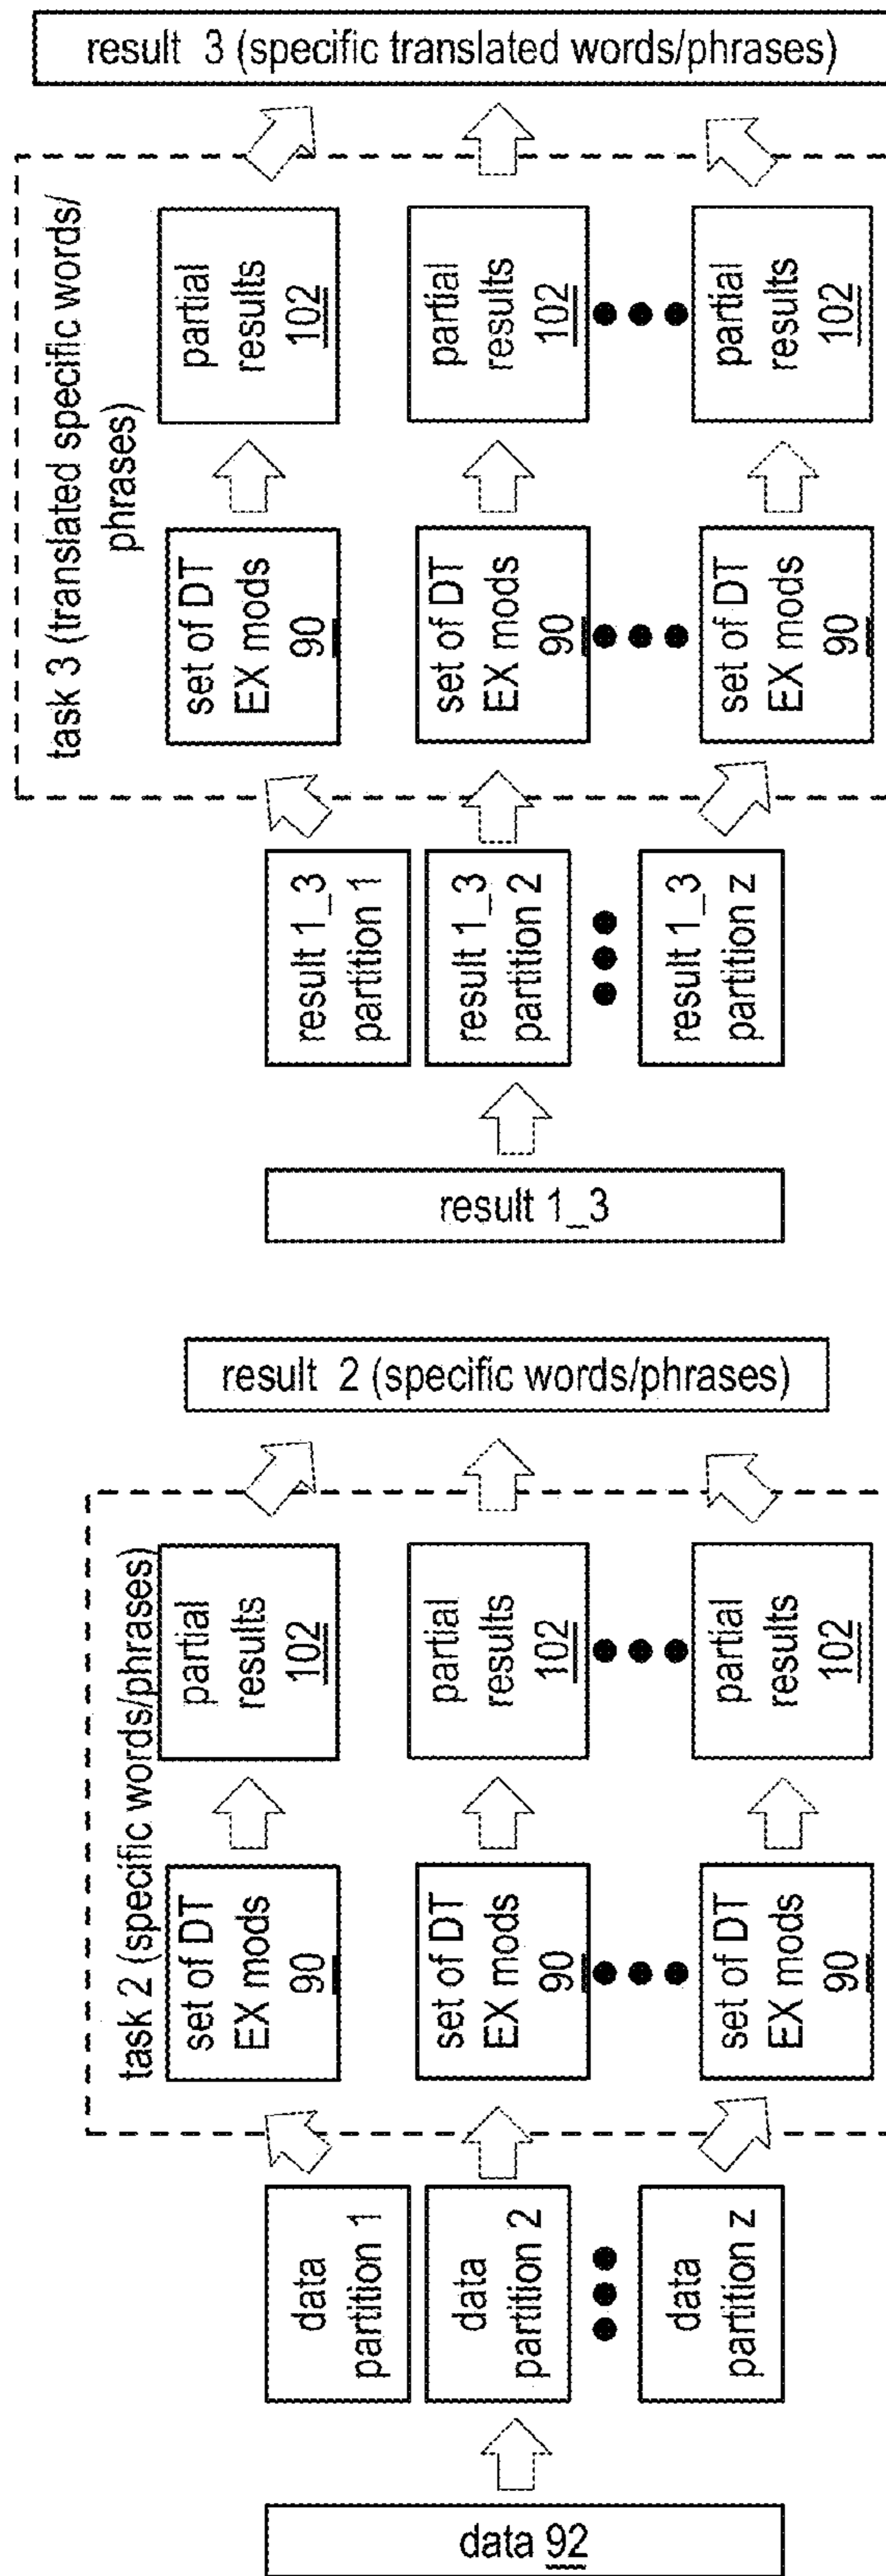 data 92
data
partition 1
data
partition 2
data
partition z
task 2 (specific words/phrases)
set of DT
EX mods
90
set of DT
EX mods
90
set of DT
EX mods
90
partial
results
102
partial
results
102
partial
results
102
result 2 (specific words/phrases)
result 1_3
result 1_3
partition 1
result 1_3
partition 2
result 1_3
partition z
task 3 (translated specific words/
phrases)
set of DT
EX mods
90
set of DT
EX mods
90
set of DT
EX mods
90
partial
results
102
partial
results
102
partial
results
102
result 3 (specific translated words/phrases)